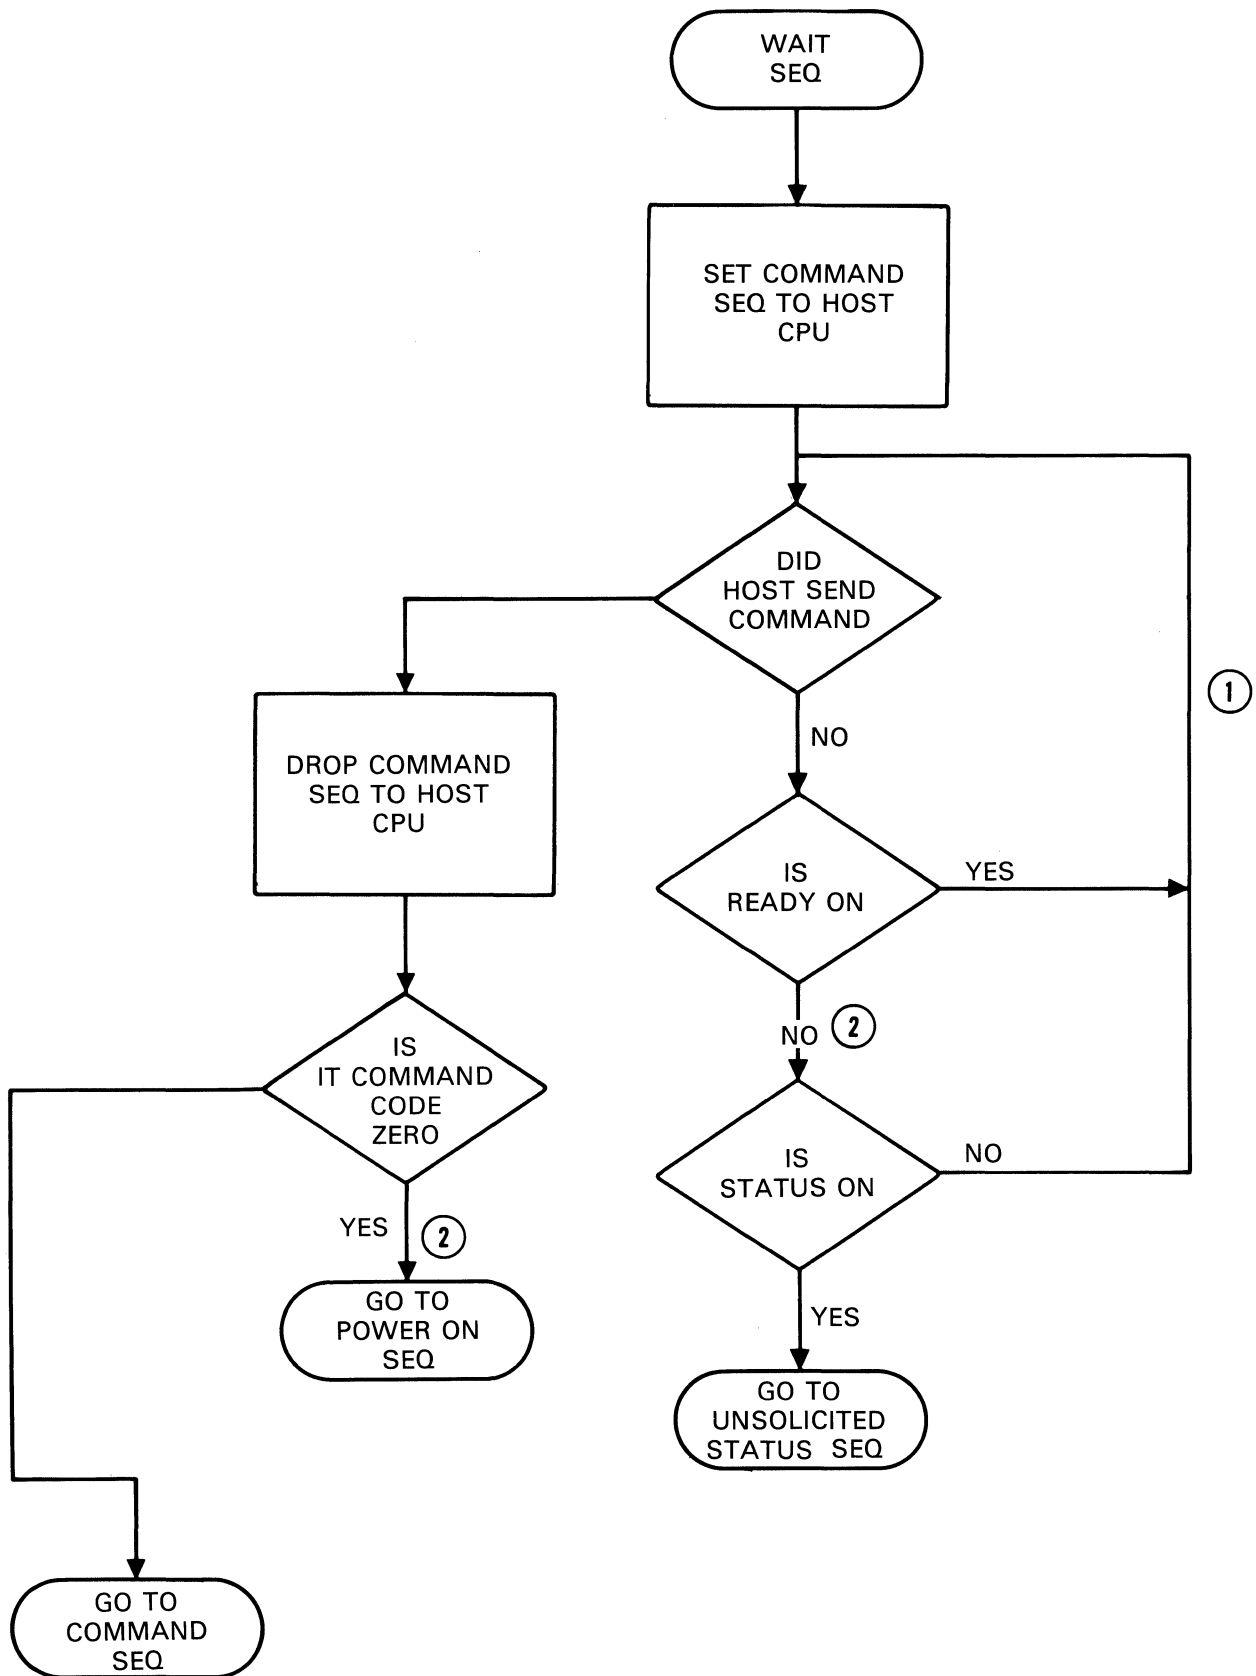 WAIT
SEQ
SET COMMAND
SEQ TO HOST
CPU
DID
HOST SEND
COMMAND
1
NO
DROP COMMAND
SEQ TO HOST
CPU
IS
READY ON
YES
NO 2
IS
IT COMMAND
CODE
ZERO
IS
STATUS ON
NO
YES 2
GO TO
POWER ON
SEQ
YES
GO TO
UNSOLICITED
STATUS SEQ
GO TO
COMMAND
SEQ